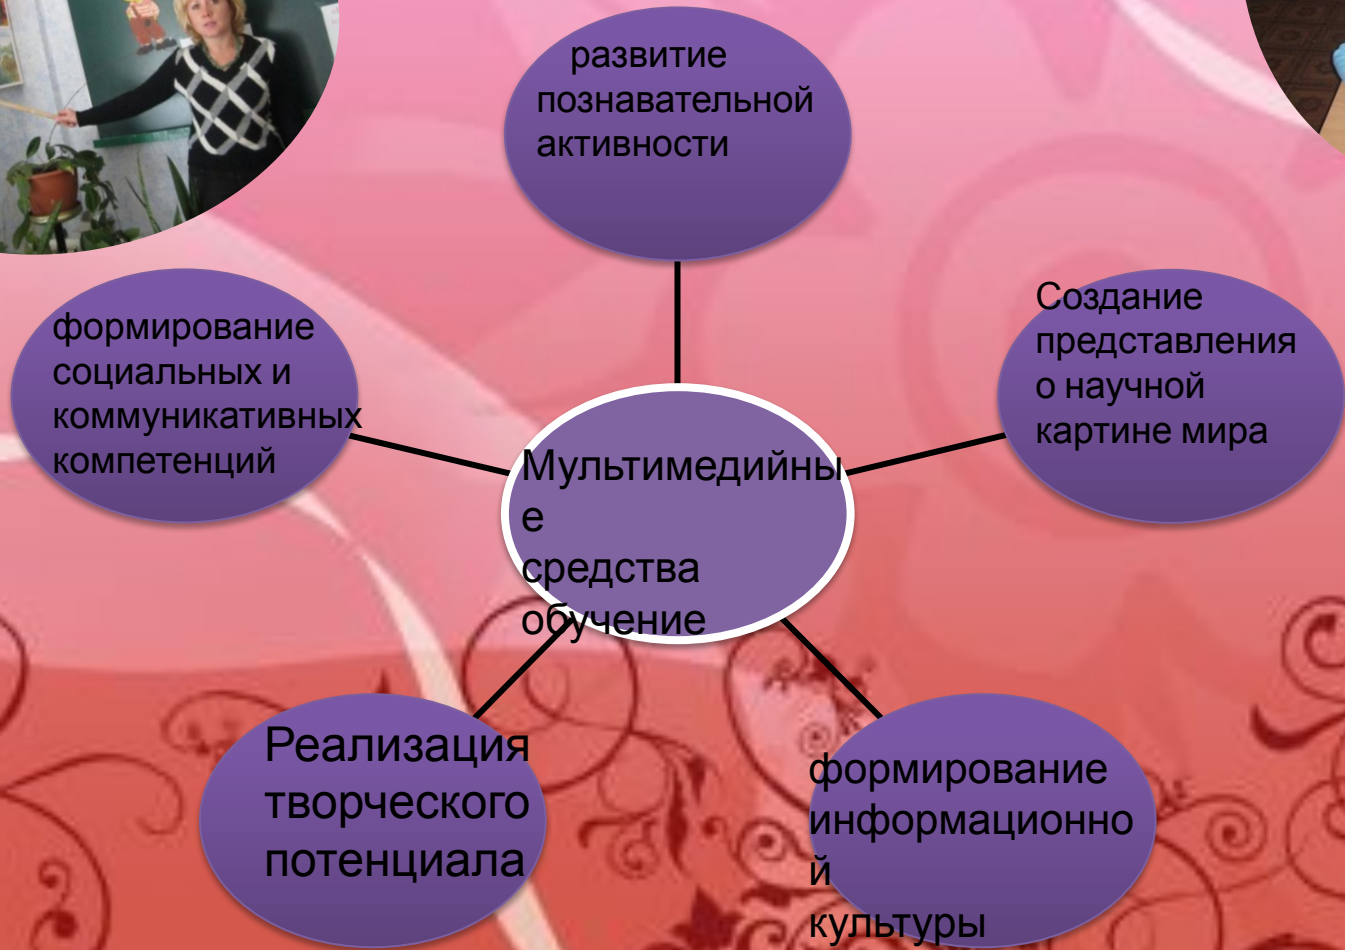 развитие
познавательной
активности
формирование
социальных и
коммуникативных
компетенций
Создание
представления
о научной
картине мира
Мультимедийны
е
средства
обучение
Реализация
творческого
потенциала
формирование
информационно
й
культуры